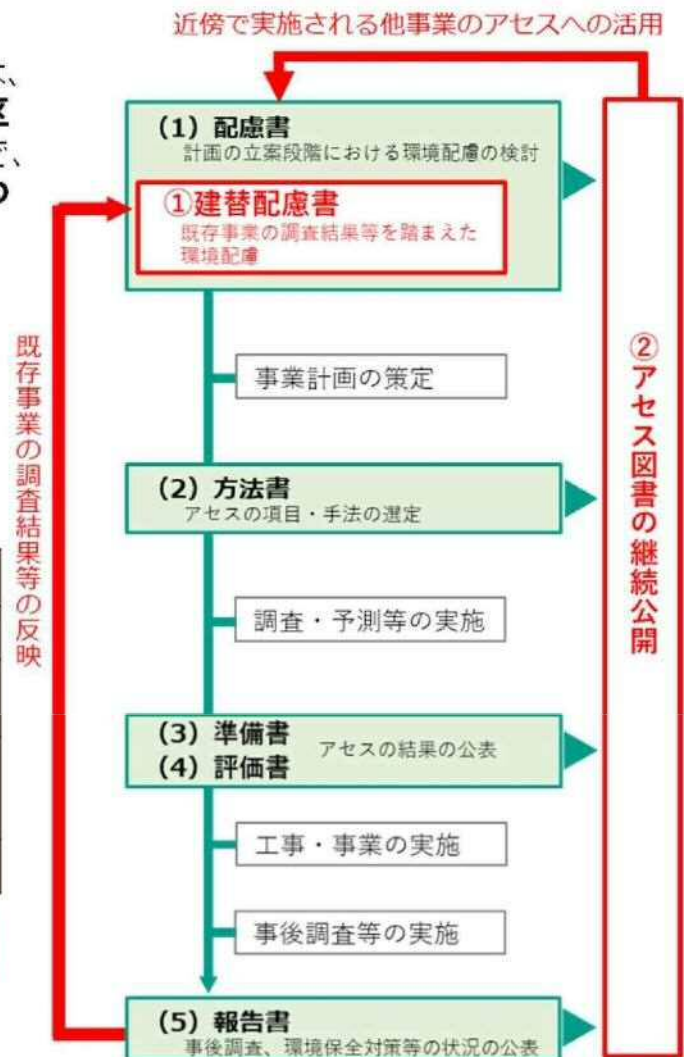 近傍で実施される他事業のアセスへの活用
(1) 配慮書
計画の立案段階における環境配慮の検討
①建替配慮書
既存事業の調査結果等を踏まえた
環境配慮
既存事業の調査結果等の反映
事業計画の策定
②アセス図書の継続公開
(2) 方法書
アセスの項目・手法の選定
調査・予測等の実施
(3) 準備書
アセスの結果の公表
(4) 評価書
工事・事業の実施
事後調査等の実施
(5) 報告書
事後調査、環境保全対策等の状況の公表